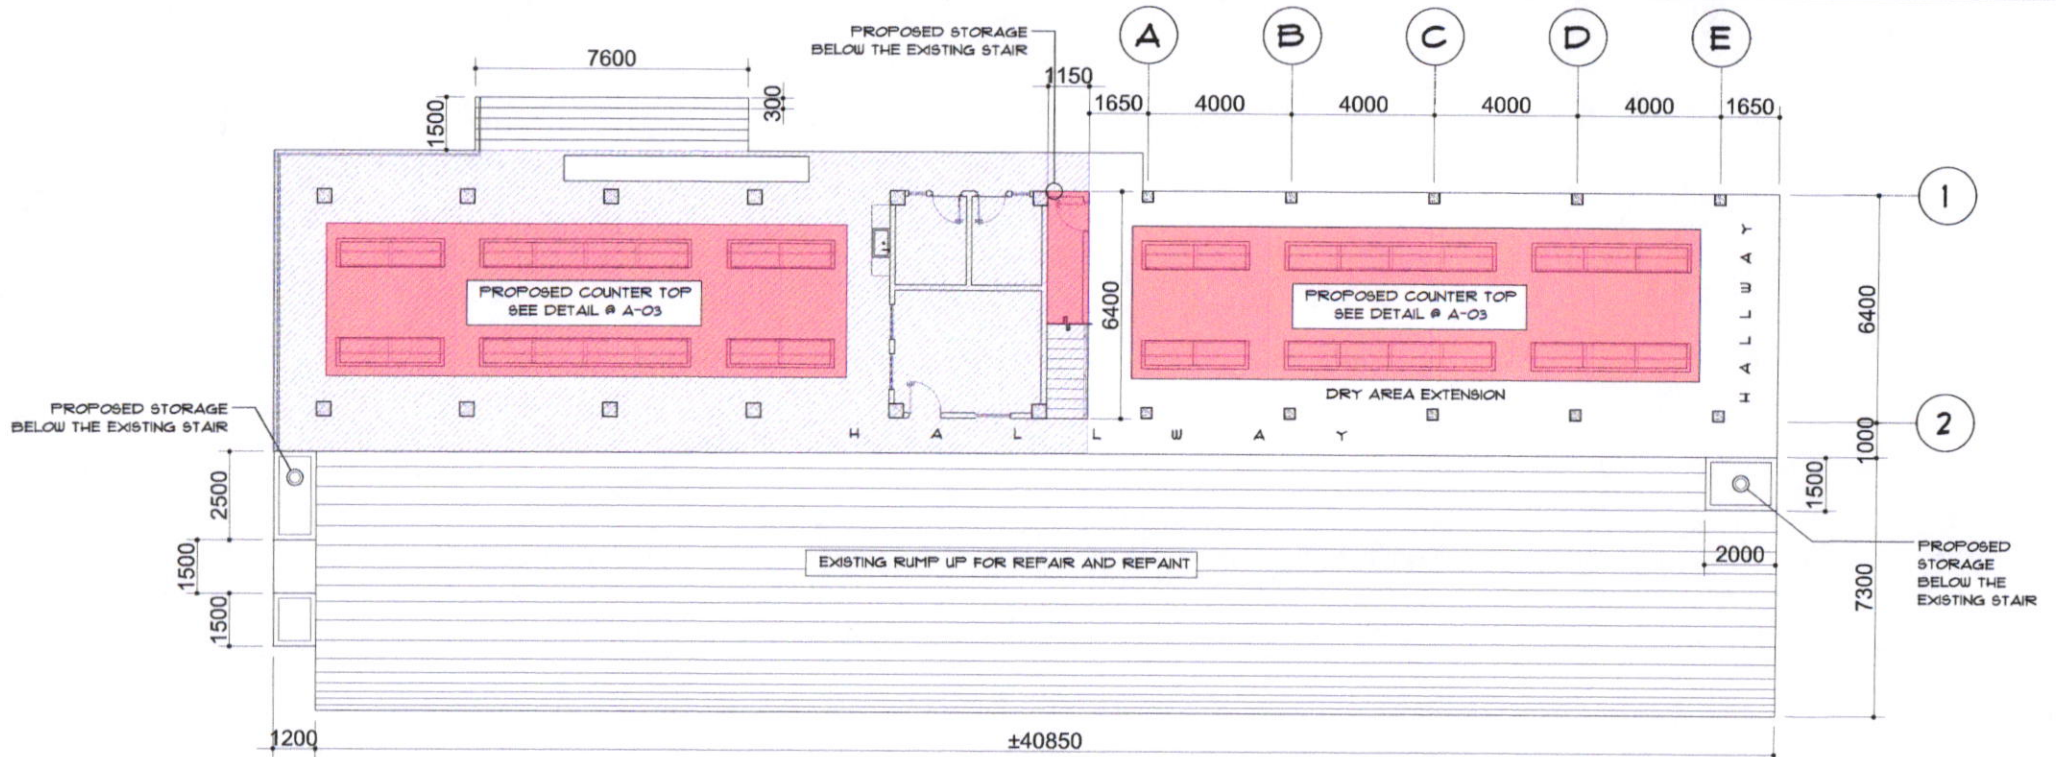 PROPOSED STORAGE
BELOW THE EXISTING STAIR
A
B
C
D
E
7600
1150
1650
4000
4000
4000
4000
1650
300
1500
1
PROPOSED COUNTER TOP
SEE DETAIL @ A-03
6400
PROPOSED COUNTER TOP
SEE DETAIL @ A-03
HALLWAY
6400
DRY AREA EXTENSION
PROPOSED STORAGE
BELOW THE EXISTING STAIR
HALLWAY
2
1000
2500
1500
EXISTING RUMP UP FOR REPAIR AND REPAINT
2000
PROPOSED
STORAGE
BELOW THE
EXISTING STAIR
1500
1500
7300
1200
±40850